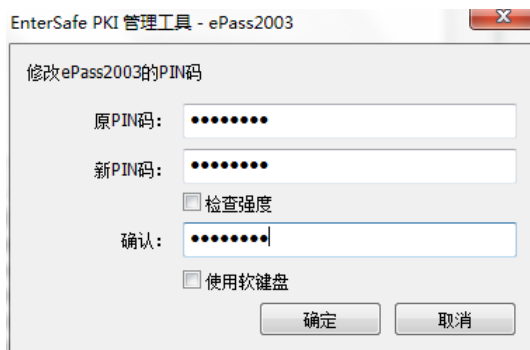 EnterSafe PKI 管理工具 - ePass2003
修改ePass2003的PIN码
原PIN码： ●●●●●●●●
新PIN码： ●●●●●●●●
检查强度
确认： ●●●●●●●●
使用软键盘
确定 取消